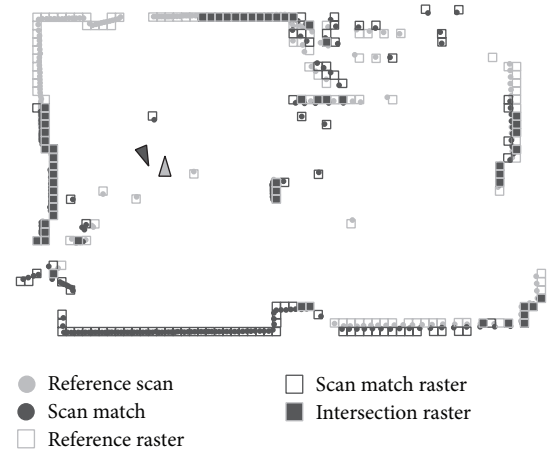 Reference scan
Scan match
Reference raster
Scan match raster
Intersection raster